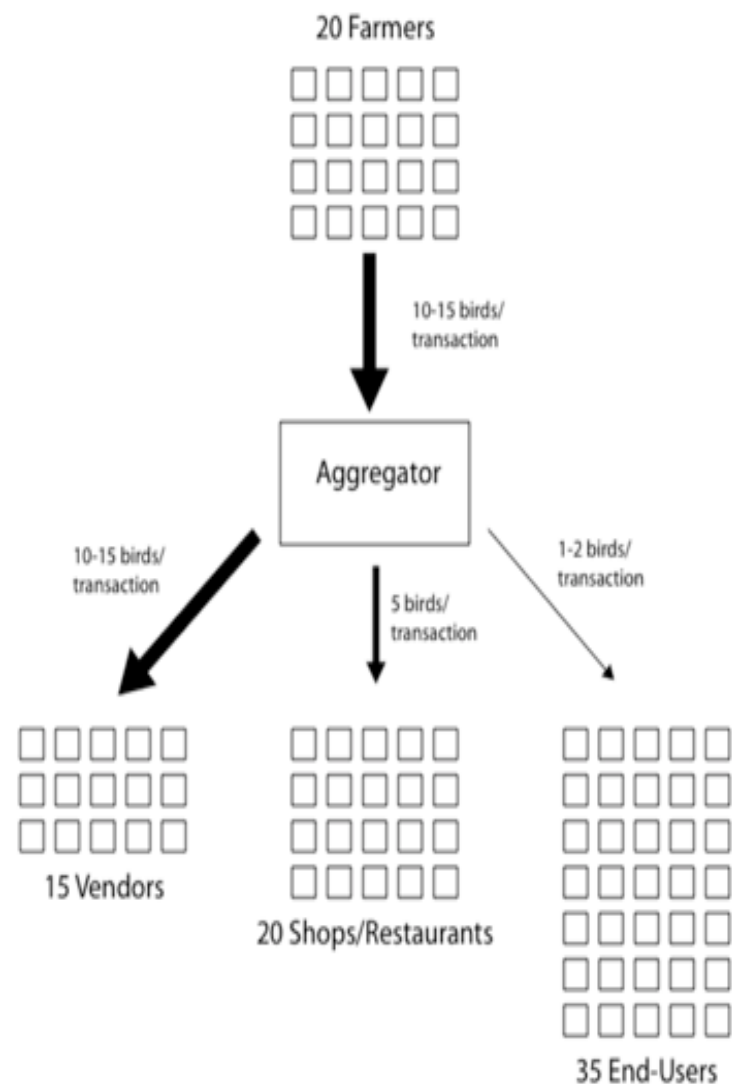 20 Farmers
10-15 birds/
transaction
Aggregator
10-15 birds/
transaction
5 birds/
transaction
1-2 birds/
transaction
15 Vendors
20 Shops/Restaurants
35 End-Users